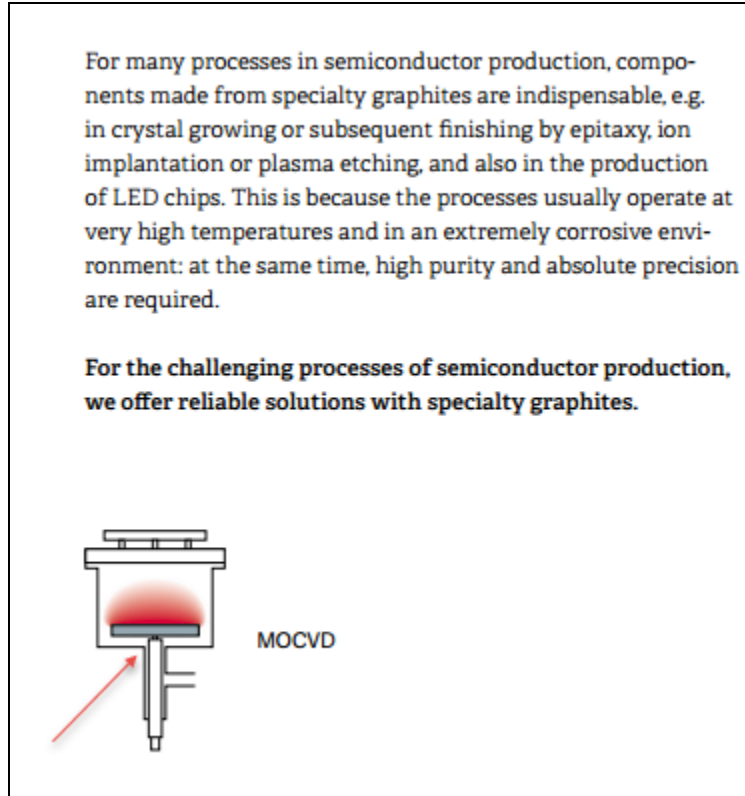 For many processes in semiconductor production, compo-
nents made from specialty graphites are indispensable, e.g.
in crystal growing or subsequent finishing by epitaxy, ion
implantation or plasma etching, and also in the production
of LED chips. This is because the processes usually operate at
very high temperatures and in an extremely corrosive envi-
ronment: at the same time, high purity and absolute precision
are required.
For the challenging processes of semiconductor production,
we offer reliable solutions with specialty graphites.
MOCVD